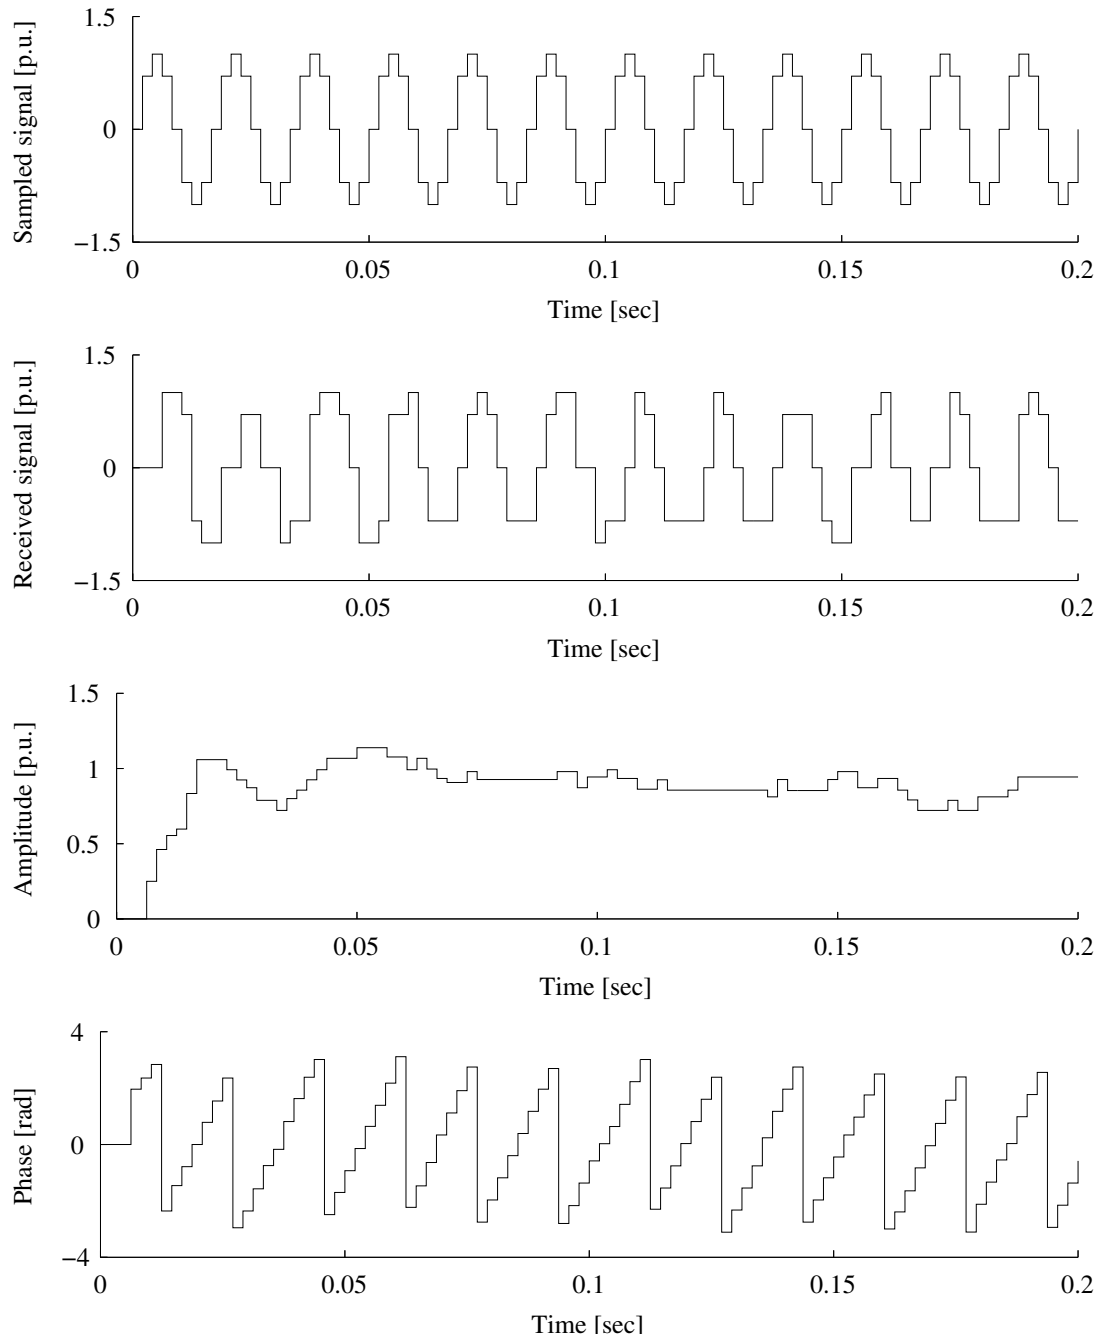 1.5
Sampled signal [p.u.]
0
−1.5
0 0.05 0.1 0.15 0.2
Time [sec]
1.5
Received signal [p.u.]
0
−1.5
0 0.05 0.1 0.15 0.2
Time [sec]
1.5
Amplitude [p.u.]
1
0.5
0
0 0.05 0.1 0.15 0.2
Time [sec]
4
Phase [rad]
0
−4
0 0.05 0.1 0.15 0.2
Time [sec]